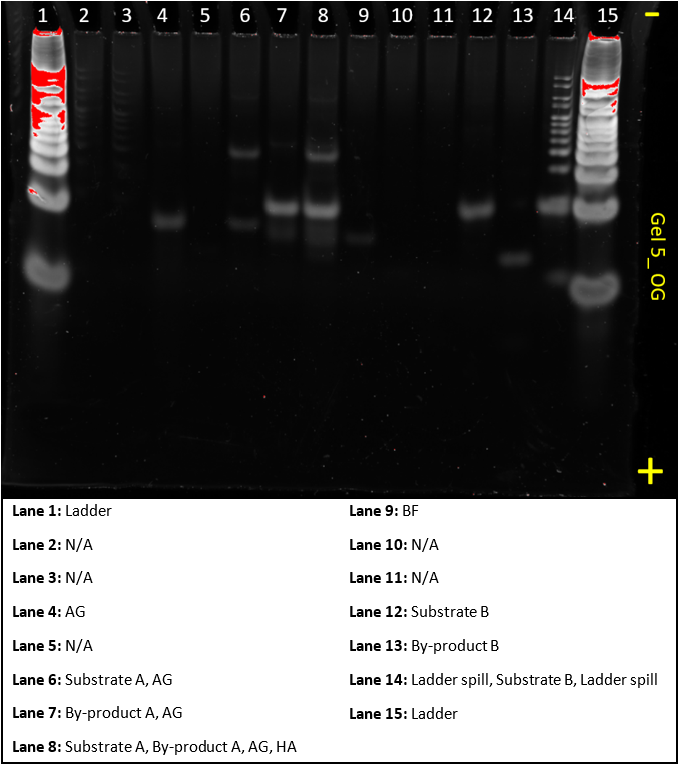 1 2 3 4 5 6 7 8 9 10 11 12 13 14 15 −
Gel 5_OG
+
Lane 1: Ladder
Lane 2: N/A
Lane 3: N/A
Lane 4: AG
Lane 5: N/A
Lane 6: Substrate A, AG
Lane 7: By-product A, AG
Lane 8: Substrate A, By-product A, AG, HA
Lane 9: BF
Lane 10: N/A
Lane 11: N/A
Lane 12: Substrate B
Lane 13: By-product B
Lane 14: Ladder spill, Substrate B, Ladder spill
Lane 15: Ladder